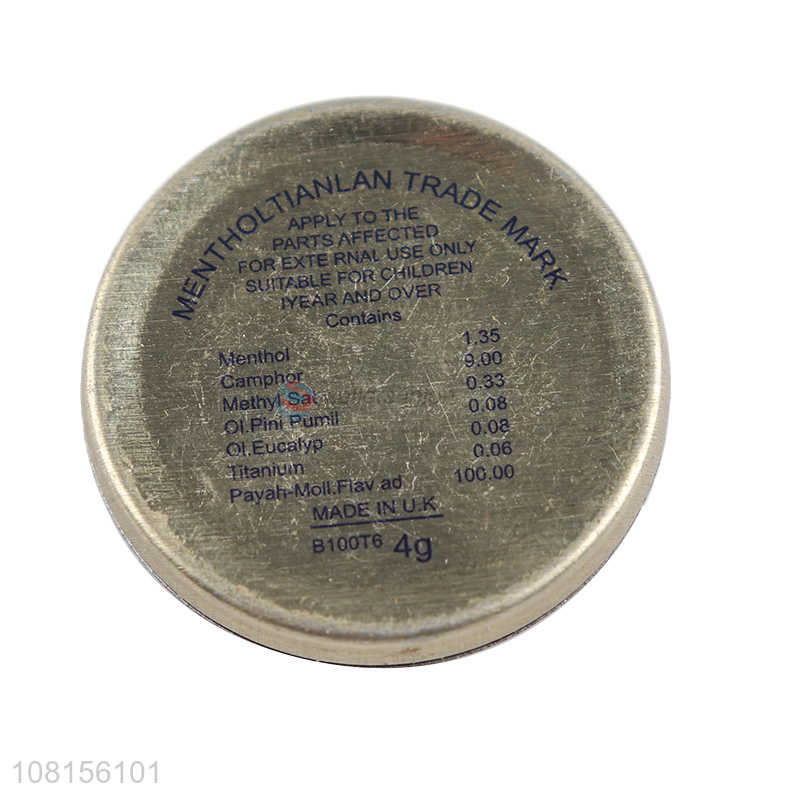 MENTHOLTIANLAN TRADE MARK
APPLY TO THE
PARTS AFFECTED
FOR EXTE RNAL USE ONLY
SUITABLE FOR CHILDREN
IYEAR AND OVER
Contains
Menthol 1.35
Camphor 9.00
Methyl 0.33
Ol.Pini Pumil 0.08
Ol.Eucalyp 0.08
Titanium 0.06
Payah-Moll.Flav.ad 100.00
MADE IN U.K
B100T6 4g
108156101